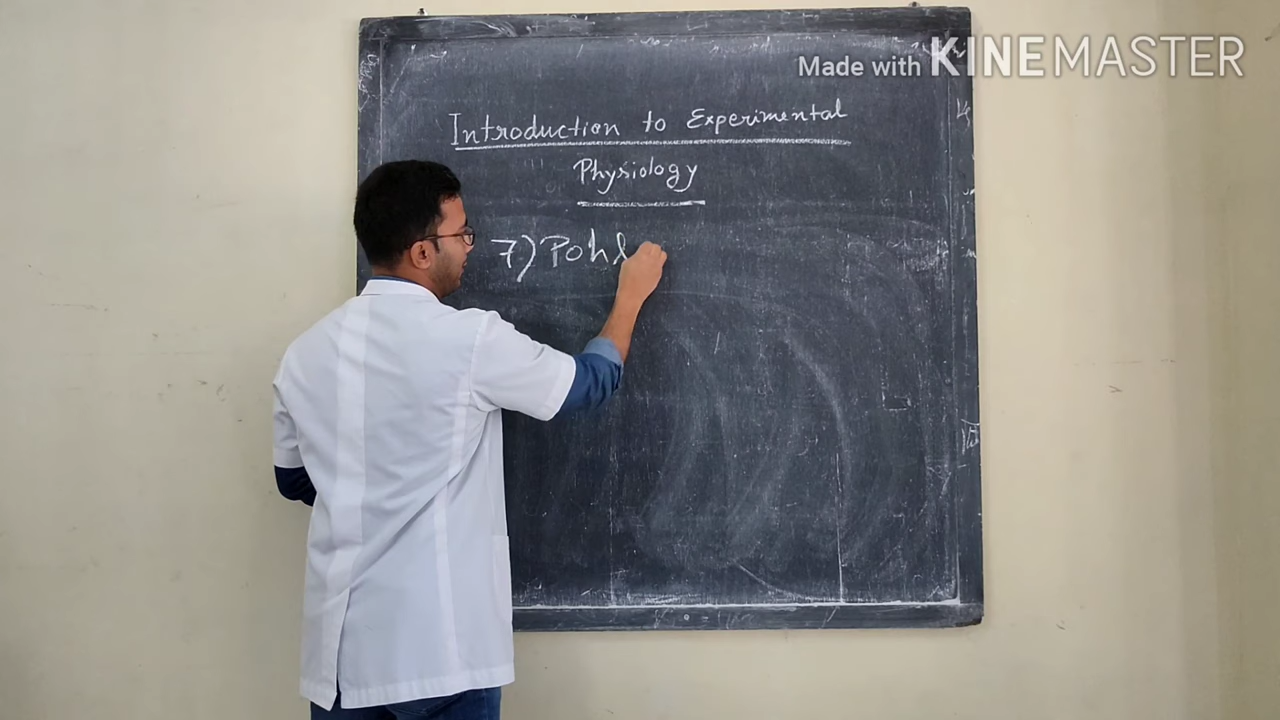 Made with KINEMASTER
Introduction to Experimental
Physiology
7) Pohl